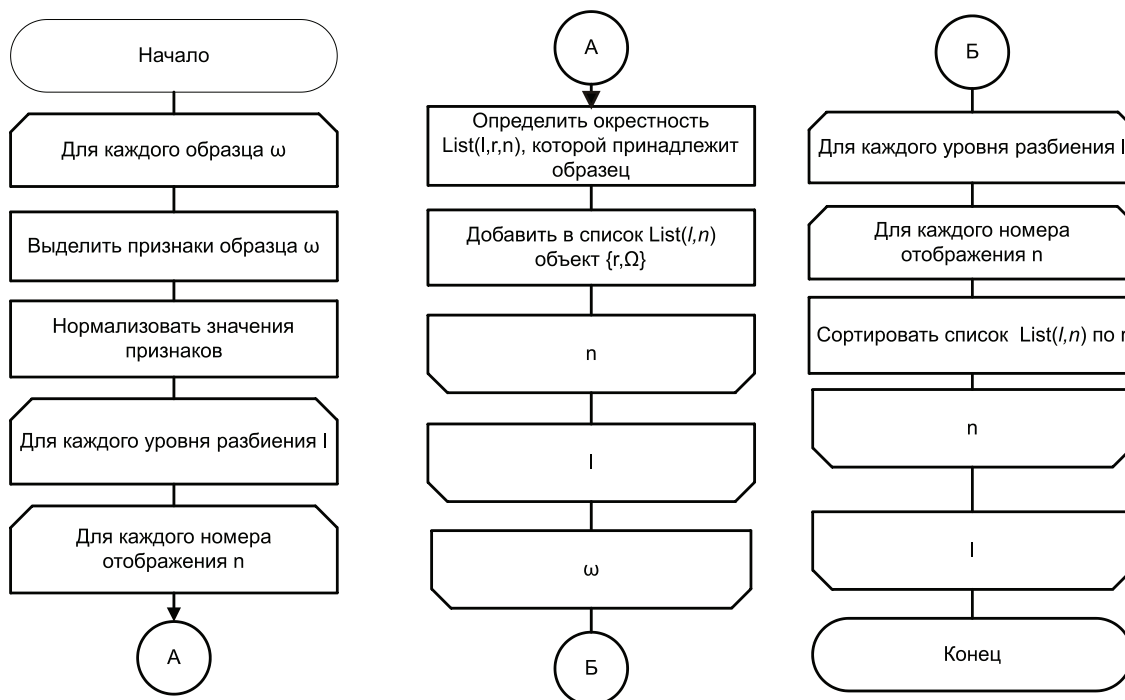 Начало
Для каждого образца ω
Выделить признаки образца ω
Нормализовать значения
признаков
Для каждого уровня разбиения l
Для каждого номера
отображения n
А
А
Определить окрестность
List(l,r,n), которой принадлежит
образец
Добавить в список List(l,n)
объект {r,Ω}
n
l
ω
Б
Б
Для каждого уровня разбиения l
Для каждого номера
отображения n
Сортировать список List(l,n) по r
n
l
Конец